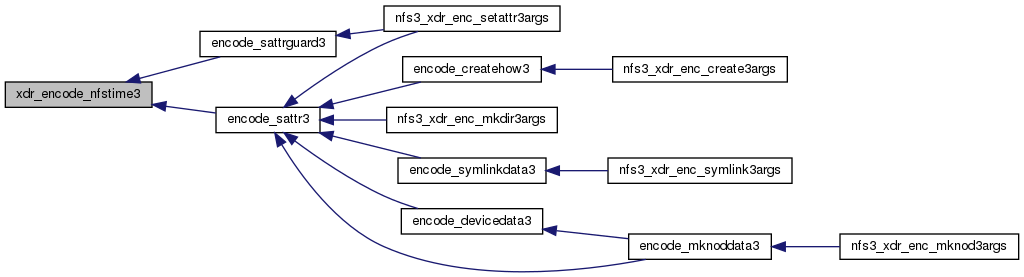 nfs3_xdr_enc_setattr3args
encode_sattrguard3
encode_createhow3
nfs3_xdr_enc_create3args
xdr_encode_nfstime3
encode_sattr3
nfs3_xdr_enc_mkdir3args
encode_symlinkdata3
nfs3_xdr_enc_symlink3args
encode_devicedata3
encode_mknoddata3
nfs3_xdr_enc_mknod3args